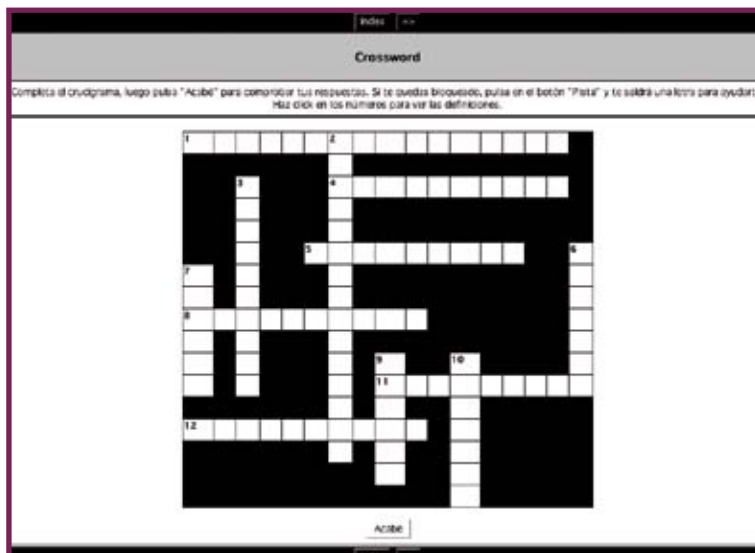 Index =>
Crossword
Completa el crucigrama, luego pulsa "Acabé" para comprobar tus respuestas. Si te quedas bloqueado, pulsa en el botón "Pista" y te saldrá una letra para ayudart
Haz click en los números para ver las definiciones.
1 2
3 4
5 6
7
8
9 10
11
12
Acabé